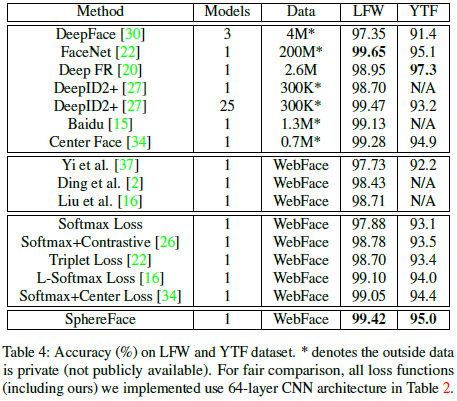 Method Models Data LFW YTF
DeepFace [30] 3 4M* 97.35 91.4
FaceNet [22] 1 200M* 99.65 95.1
Deep FR [20] 1 2.6M 98.95 97.3
DeepID2+ [27] 1 300K* 98.70 N/A
DeepID2+ [27] 25 300K* 99.47 93.2
Baidu [15] 1 1.3M* 99.13 N/A
Center Face [34] 1 0.7M* 99.28 94.9
Yi et al. [37] 1 WebFace 97.73 92.2
Ding et al. [2] 1 WebFace 98.43 N/A
Liu et al. [16] 1 WebFace 98.71 N/A
Softmax Loss 1 WebFace 97.88 93.1
Softmax+Contrastive [26] 1 WebFace 98.78 93.5
Triplet Loss [22] 1 WebFace 98.70 93.4
L-Softmax Loss [16] 1 WebFace 99.10 94.0
Softmax+Center Loss [34] 1 WebFace 99.05 94.4
SphereFace 1 WebFace 99.42 95.0
Table 4: Accuracy (%) on LFW and YTF dataset. * denotes the outside data
is private (not publicly available). For fair comparison, all loss functions
(including ours) we implemented use 64-layer CNN architecture in Table 2.